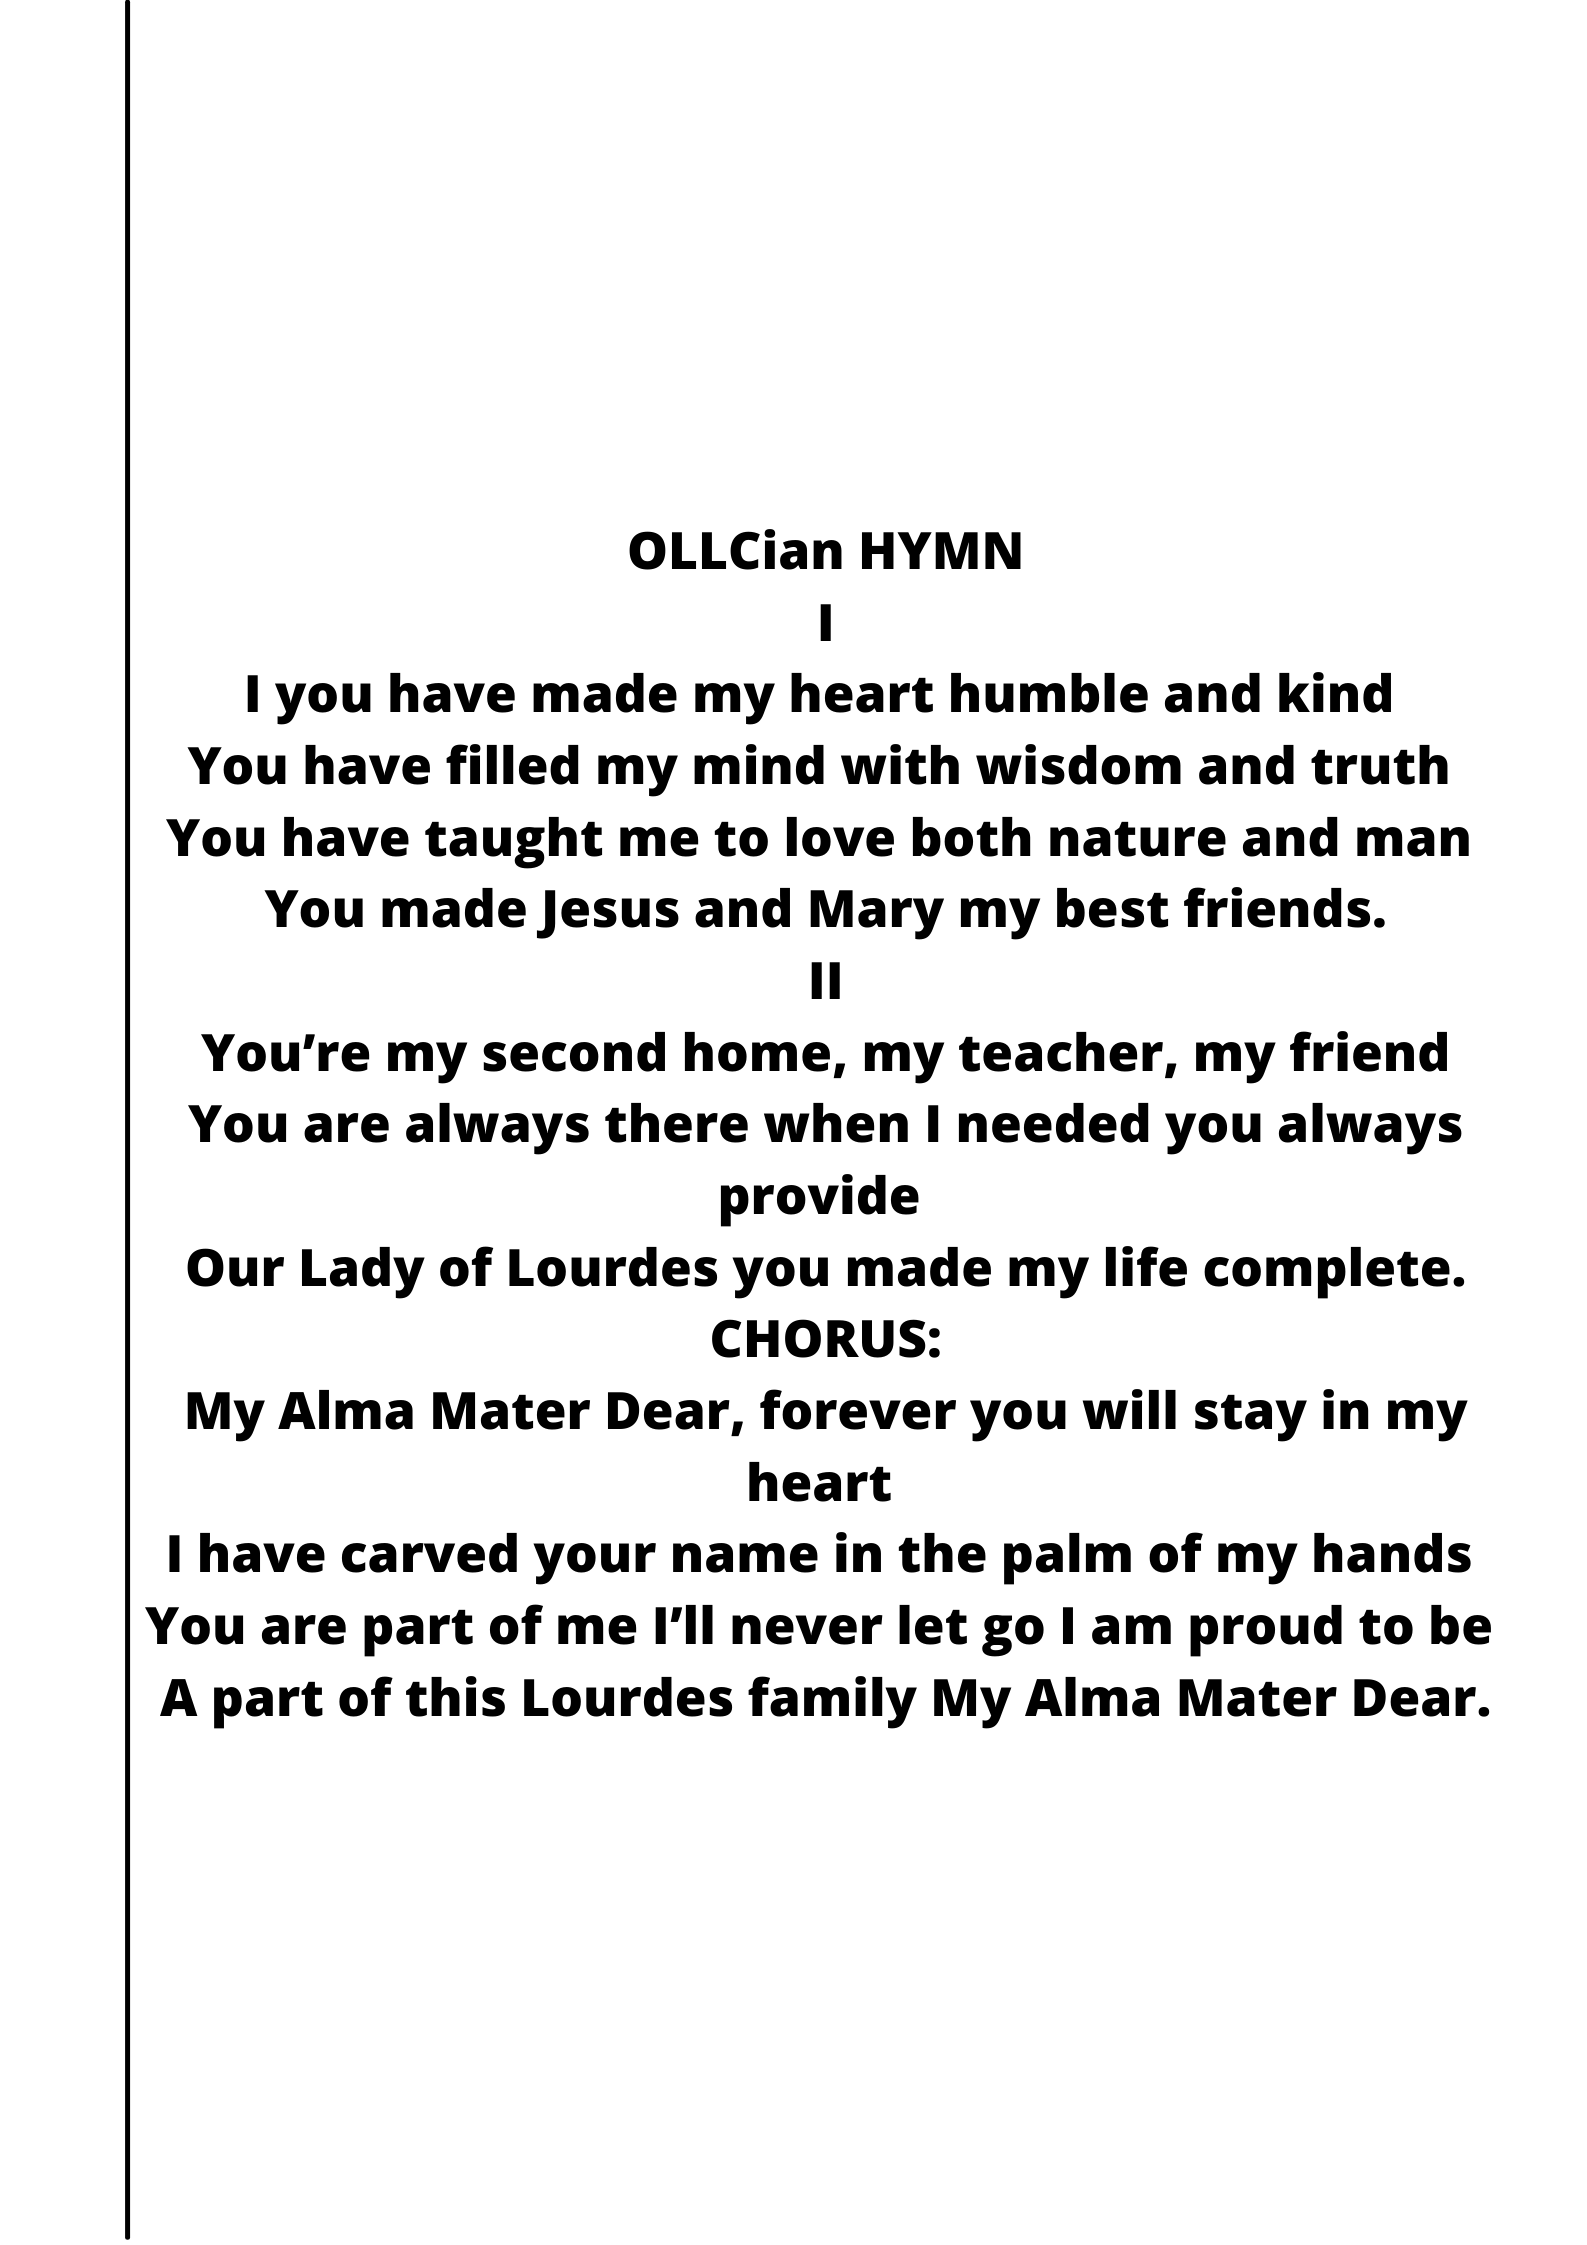 OLLCian HYMN
I
I you have made my heart humble and kind
You have filled my mind with wisdom and truth
You have taught me to love both nature and man
You made Jesus and Mary my best friends.
II
You’re my second home, my teacher, my friend
You are always there when I needed you always
provide
Our Lady of Lourdes you made my life complete.
CHORUS:
My Alma Mater Dear, forever you will stay in my
heart
I have carved your name in the palm of my hands
You are part of me I’ll never let go I am proud to be
A part of this Lourdes family My Alma Mater Dear.